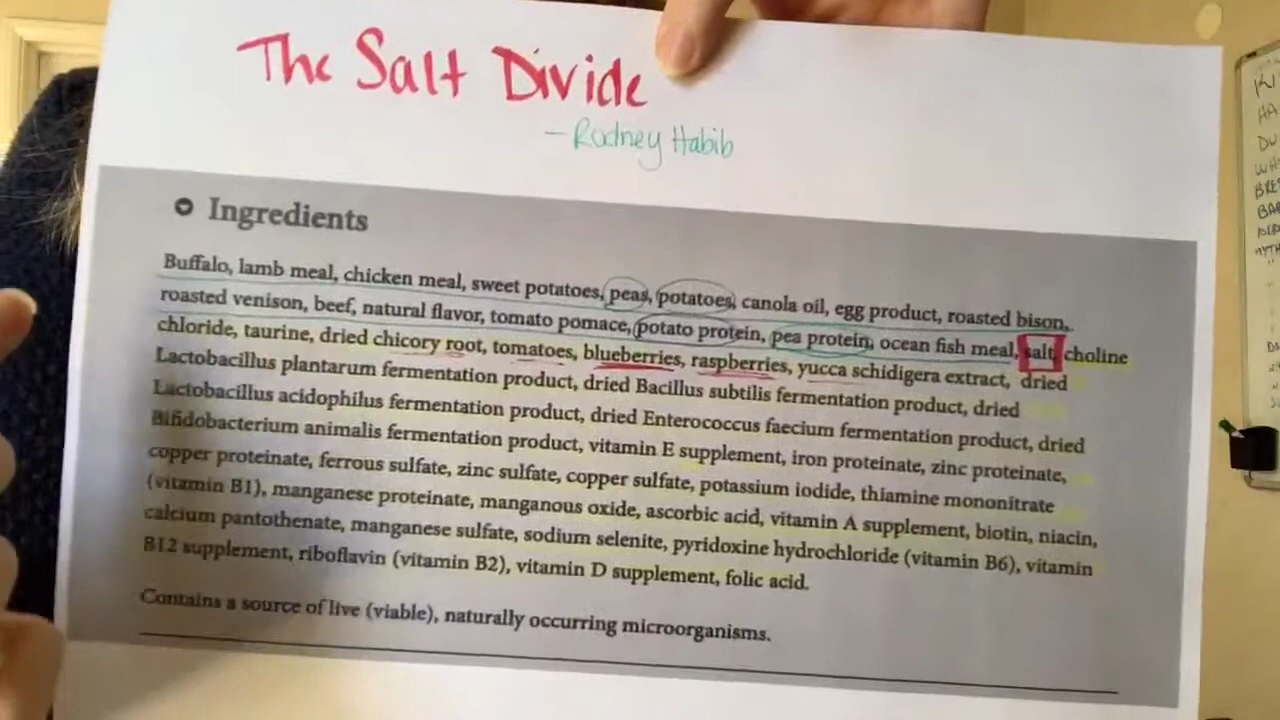 The Salt Divide
- Rodney Habib
Ingredients
Buffalo, lamb meal, chicken meal, sweet potatoes, peas, potatoes, canola oil, egg product, roasted bison,
roasted venison, beef, natural flavor, tomato pomace, potato protein, pea protein, ocean fish meal, salt, choline
chloride, taurine, dried chicory root, tomatoes, blueberries, raspberries, yucca schidigera extract, dried
Lactobacillus plantarum fermentation product, dried Bacillus subtilis fermentation product, dried
Lactobacillus acidophilus fermentation product, dried Enterococcus faecium fermentation product, dried
Bifidobacterium animalis fermentation product, vitamin E supplement, iron proteinate, zinc proteinate,
copper proteinate, ferrous sulfate, zinc sulfate, copper sulfate, potassium iodide, thiamine mononitrate
(vitamin B1), manganese proteinate, manganous oxide, ascorbic acid, vitamin A supplement, biotin, niacin,
calcium pantothenate, manganese sulfate, sodium selenite, pyridoxine hydrochloride (vitamin B6), vitamin
B12 supplement, riboflavin (vitamin B2), vitamin D supplement, folic acid.
Contains a source of live (viable), naturally occurring microorganisms.